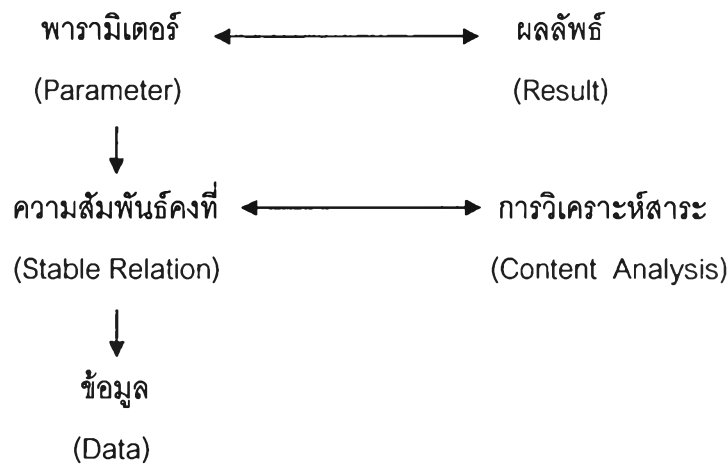 พารามิเตอร์ ผลลัพธ์
(Parameter) (Result)
ความสัมพันธ์คงที่ การวิเคราะห์สาระ
(Stable Relation) (Content Analysis)
ข้อมูล
(Data)